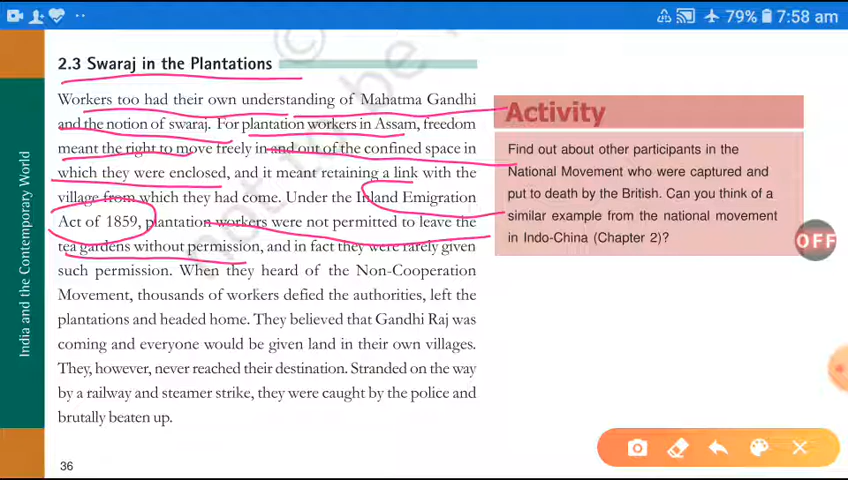 79% 7:58 am
2.3 Swaraj in the Plantations
Workers too had their own understanding of Mahatma Gandhi
and the notion of swaraj. For plantation workers in Assam, freedom
meant the right to move freely in and out of the confined space in
which they were enclosed, and it meant retaining a link with the
village from which they had come. Under the Inland Emigration
Act of 1859, plantation workers were not permitted to leave the
tea gardens without permission, and in fact they were rarely given
such permission. When they heard of the Non-Cooperation
Movement, thousands of workers defied the authorities, left the
plantations and headed home. They believed that Gandhi Raj was
coming and everyone would be given land in their own villages.
They, however, never reached their destination. Stranded on the way
by a railway and steamer strike, they were caught by the police and
brutally beaten up.
Activity
Find out about other participants in the
National Movement who were captured and
put to death by the British. Can you think of a
similar example from the national movement
in Indo-China (Chapter 2)?
OFF
India and the Contemporary World
36
© 
not to be